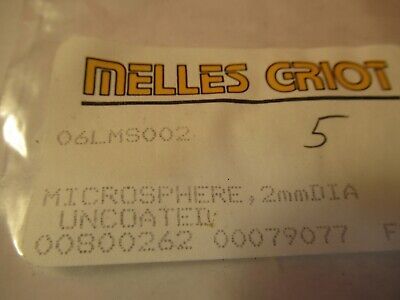 MELLES GRIOT
06LMS002
5
MICROSPHERE,2mmDIA
UNCOATED
00800262 00079077 F